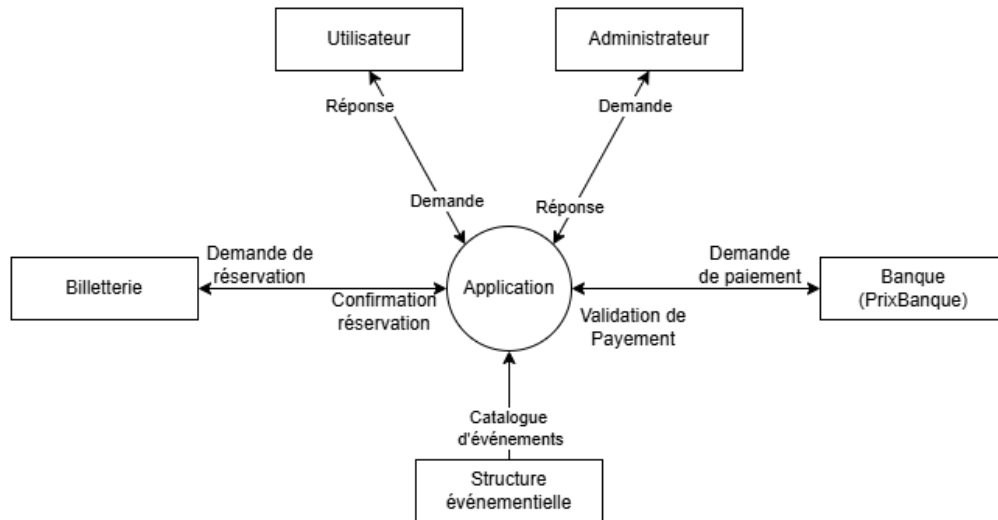 Utilisateur
Administrateur
Réponse
Demande
Demande
Réponse
Demande de
réservation
Demande
de paiement
Billetterie
Application
Banque
(PrixBanque)
Confirmation
réservation
Validation de
Payement
Catalogue
d'événements
Structure
événementielle